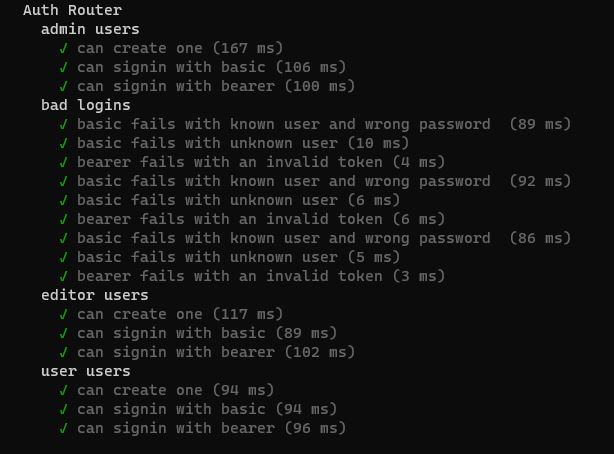 Auth Router
admin users
✓ can create one (167 ms)
✓ can signin with basic (106 ms)
✓ can signin with bearer (100 ms)
bad logins
✓ basic fails with known user and wrong password  (89 ms)
✓ basic fails with unknown user (10 ms)
✓ bearer fails with an invalid token (4 ms)
✓ basic fails with known user and wrong password  (92 ms)
✓ basic fails with unknown user (6 ms)
✓ bearer fails with an invalid token (6 ms)
✓ basic fails with known user and wrong password  (86 ms)
✓ basic fails with unknown user (5 ms)
✓ bearer fails with an invalid token (3 ms)
editor users
✓ can create one (117 ms)
✓ can signin with basic (89 ms)
✓ can signin with bearer (102 ms)
user users
✓ can create one (94 ms)
✓ can signin with basic (94 ms)
✓ can signin with bearer (96 ms)